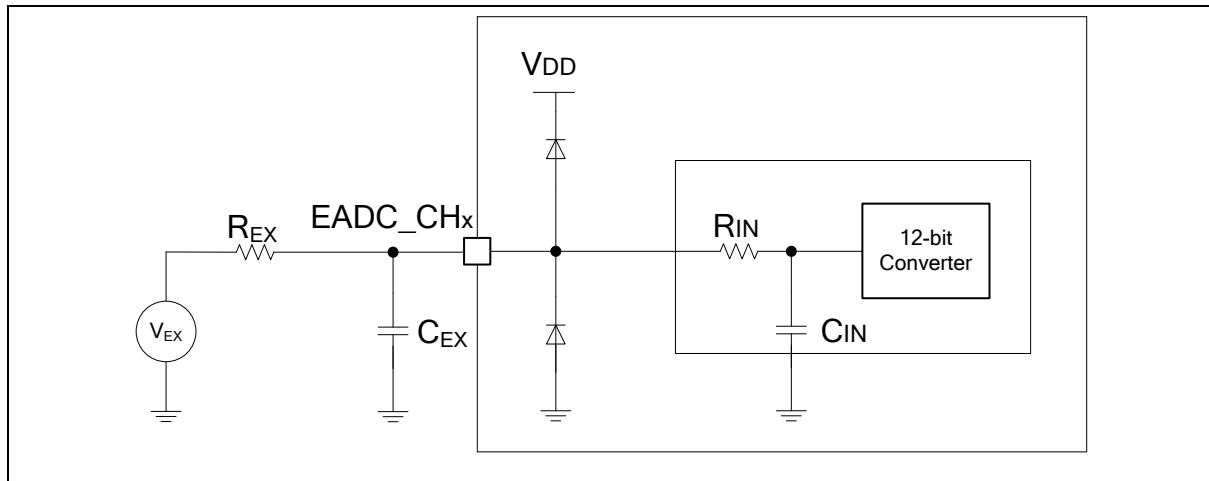 VDD
EADC_CHx
REX
RIN
12-bit
Converter
VEX
CEX
CIN